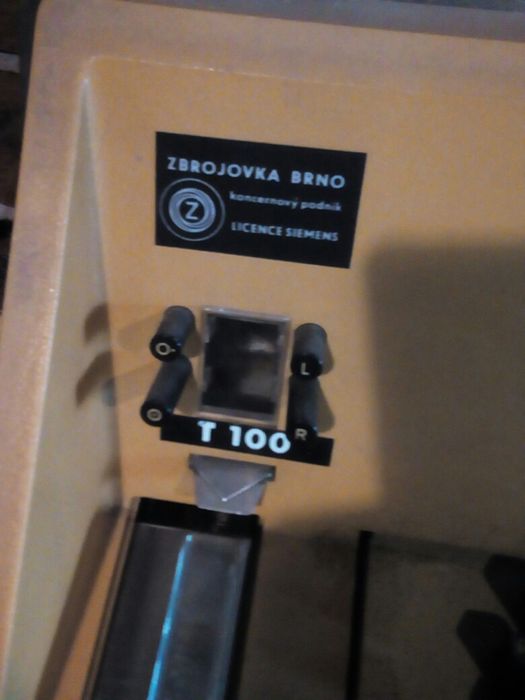 ZBROJOVKA BRNO
Z
koncernový podnik
LICENCE SIEMENS
O
L
O
R
T 100